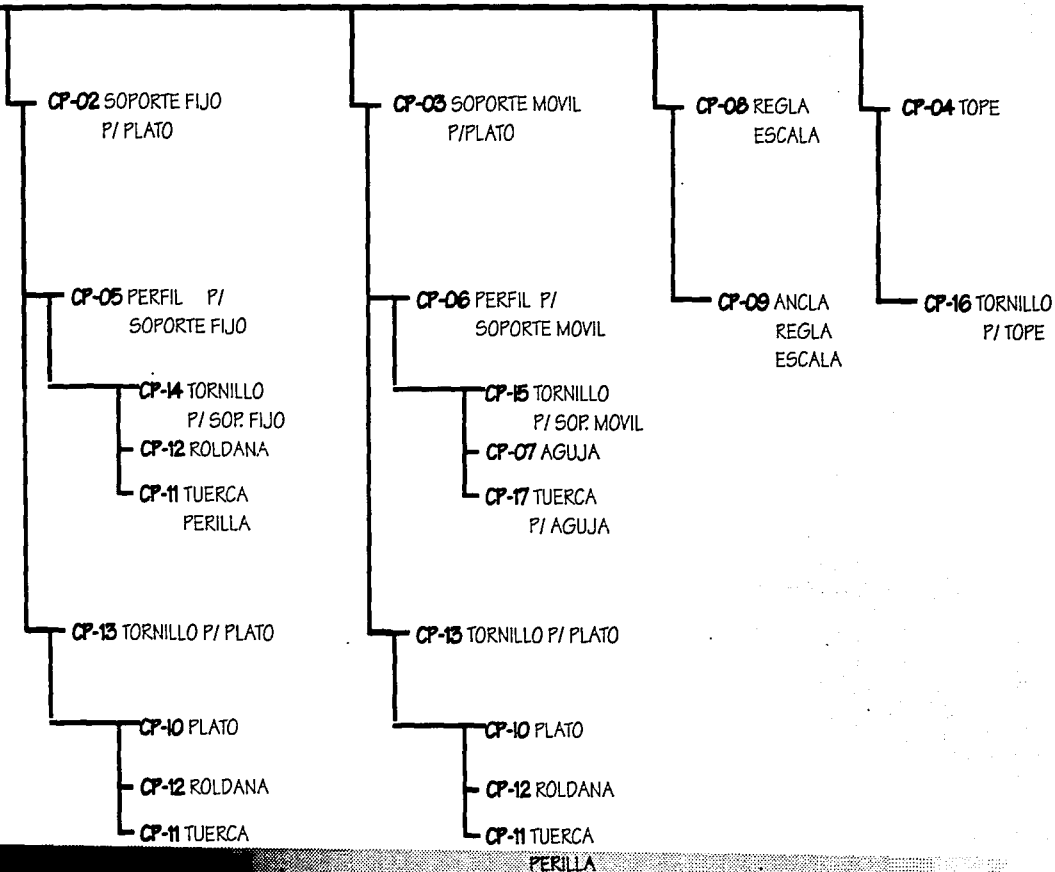 CP-02 SOPORTE FIJO
P/ PLATO
CP-05 PERFIL P/
SOPORTE FIJO
CP-14 TORNILLO
P/ SOP. FIJO
CP-12 ROLDANA
CP-11 TUERCA
PERILLA
CP-13 TORNILLO P/ PLATO
CP-10 PLATO
CP-12 ROLDANA
CP-11 TUERCA
CP-03 SOPORTE MOVIL
P/PLATO
CP-06 PERFIL P/
SOPORTE MOVIL
CP-15 TORNILLO
P/ SOP. MOVIL
CP-07 AGUJA
CP-17 TUERCA
P/ AGUJA
CP-13 TORNILLO P/ PLATO
CP-10 PLATO
CP-12 ROLDANA
CP-11 TUERCA
PERILLA
CP-08 REGLA
ESCALA
CP-09 ANCLA
REGLA
ESCALA
CP-04 TOPE
CP-16 TORNILLO
P/ TOPE